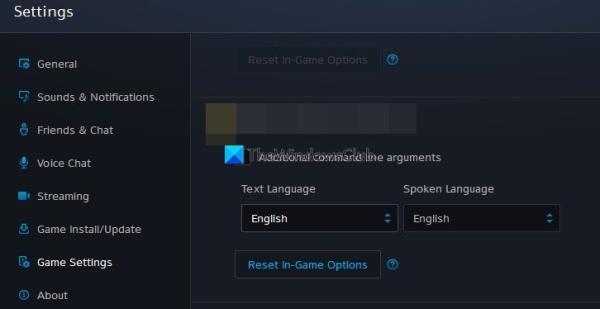 Settings
General
Sounds & Notifications
Friends & Chat
Voice Chat
Streaming
Game Install/Update
Game Settings
About
Reset In-Game Options
TheWindowsClub
Additional command line arguments
Text Language
Spoken Language
English
English
Reset In-Game Options